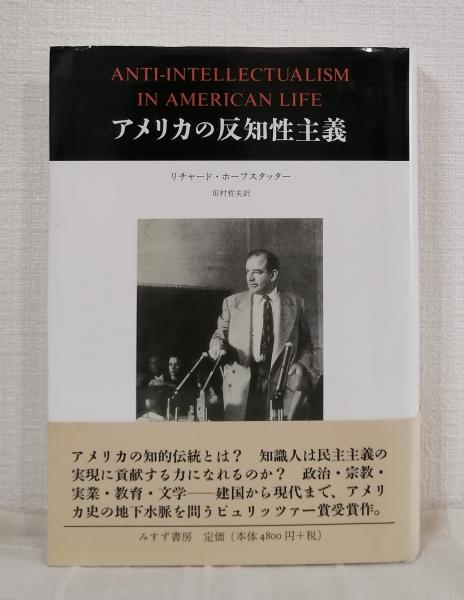 ANTI-INTELLECTUALISM
IN AMERICAN LIFE
アメリカの反知性主義
リチャード・ホーフスタッター
田村哲夫訳
アメリカの知的伝統とは？ 知識人は民主主義の
実現に貢献する力になれるのか？ 政治・宗教・
実業・教育・文学——建国から現代まで、アメリ
カ史の地下水脈を問うピュリッツァー賞受賞作。
みすず書房 定価（本体4800円＋税）